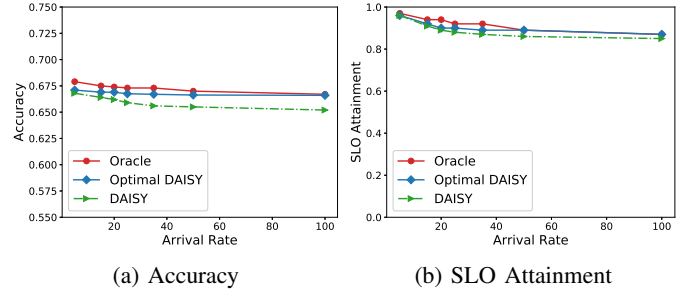 0.750
0.725
0.700
0.675
0.650
0.625
0.600
0.575
0.550
Accuracy
Oracle
Optimal DAISY
DAISY
20 40 60 80 100
Arrival Rate
(a) Accuracy
1.0
0.8
0.6
0.4
0.2
0.0
SLO Attainment
Oracle
Optimal DAISY
DAISY
20 40 60 80 100
Arrival Rate
(b) SLO Attainment